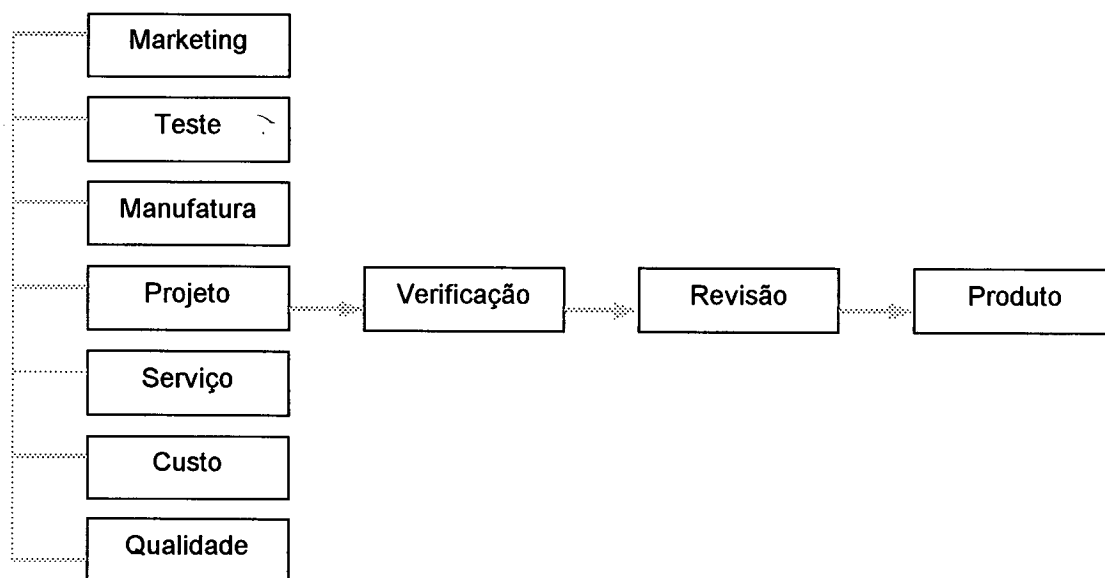 Marketing
Teste
Manufatura
Projeto
Verificação
Revisão
Produto
Serviço
Custo
Qualidade